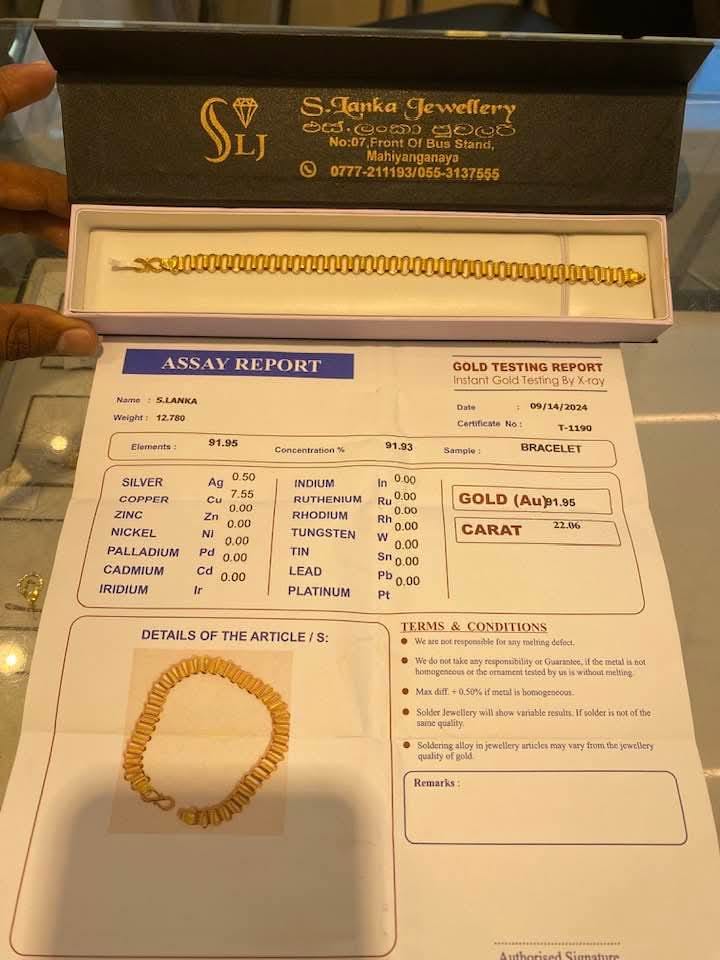 SLJ
S-Lanka Jewellery
එස්.ලංකා ජුවලරි
No:07,Front Of Bus Stand,
Mahiyanganaya
0777-211193/055-3137555
ASSAY REPORT
GOLD TESTING REPORT
Instant Gold Testing By X-ray
Name : S.LANKA
Weight : 12.780
Date : 09/14/2024
Certificate No : T-1190
Elements : 91.95 Concentration % 91.93 Sample : BRACELET
SILVER Ag 0.50
COPPER Cu 7.55
ZINC Zn 0.00
NICKEL Ni 0.00
PALLADIUM Pd 0.00
CADMIUM Cd 0.00
IRIDIUM Ir 0.00
INDIUM In 0.00
RUTHENIUM Ru 0.00
RHODIUM Rh 0.00
TUNGSTEN W 0.00
TIN Sn 0.00
LEAD Pb 0.00
PLATINUM Pt 0.00
GOLD (Au) 91.95
CARAT 22.06
DETAILS OF THE ARTICLE / S:
TERMS & CONDITIONS
We are not responsible for any melting defect.
We do not take any responsibility or Guarantee, if the metal is not
homogeneous or the ornament tested by us is without melting.
Max diff. + 0.50% if metal is homogeneous.
Solder Jewellery will show variable results. If solder is not of the
same quality.
Soldering alloy in jewellery articles may vary from the jewellery
quality of gold.
Remarks :
Authorised Signature